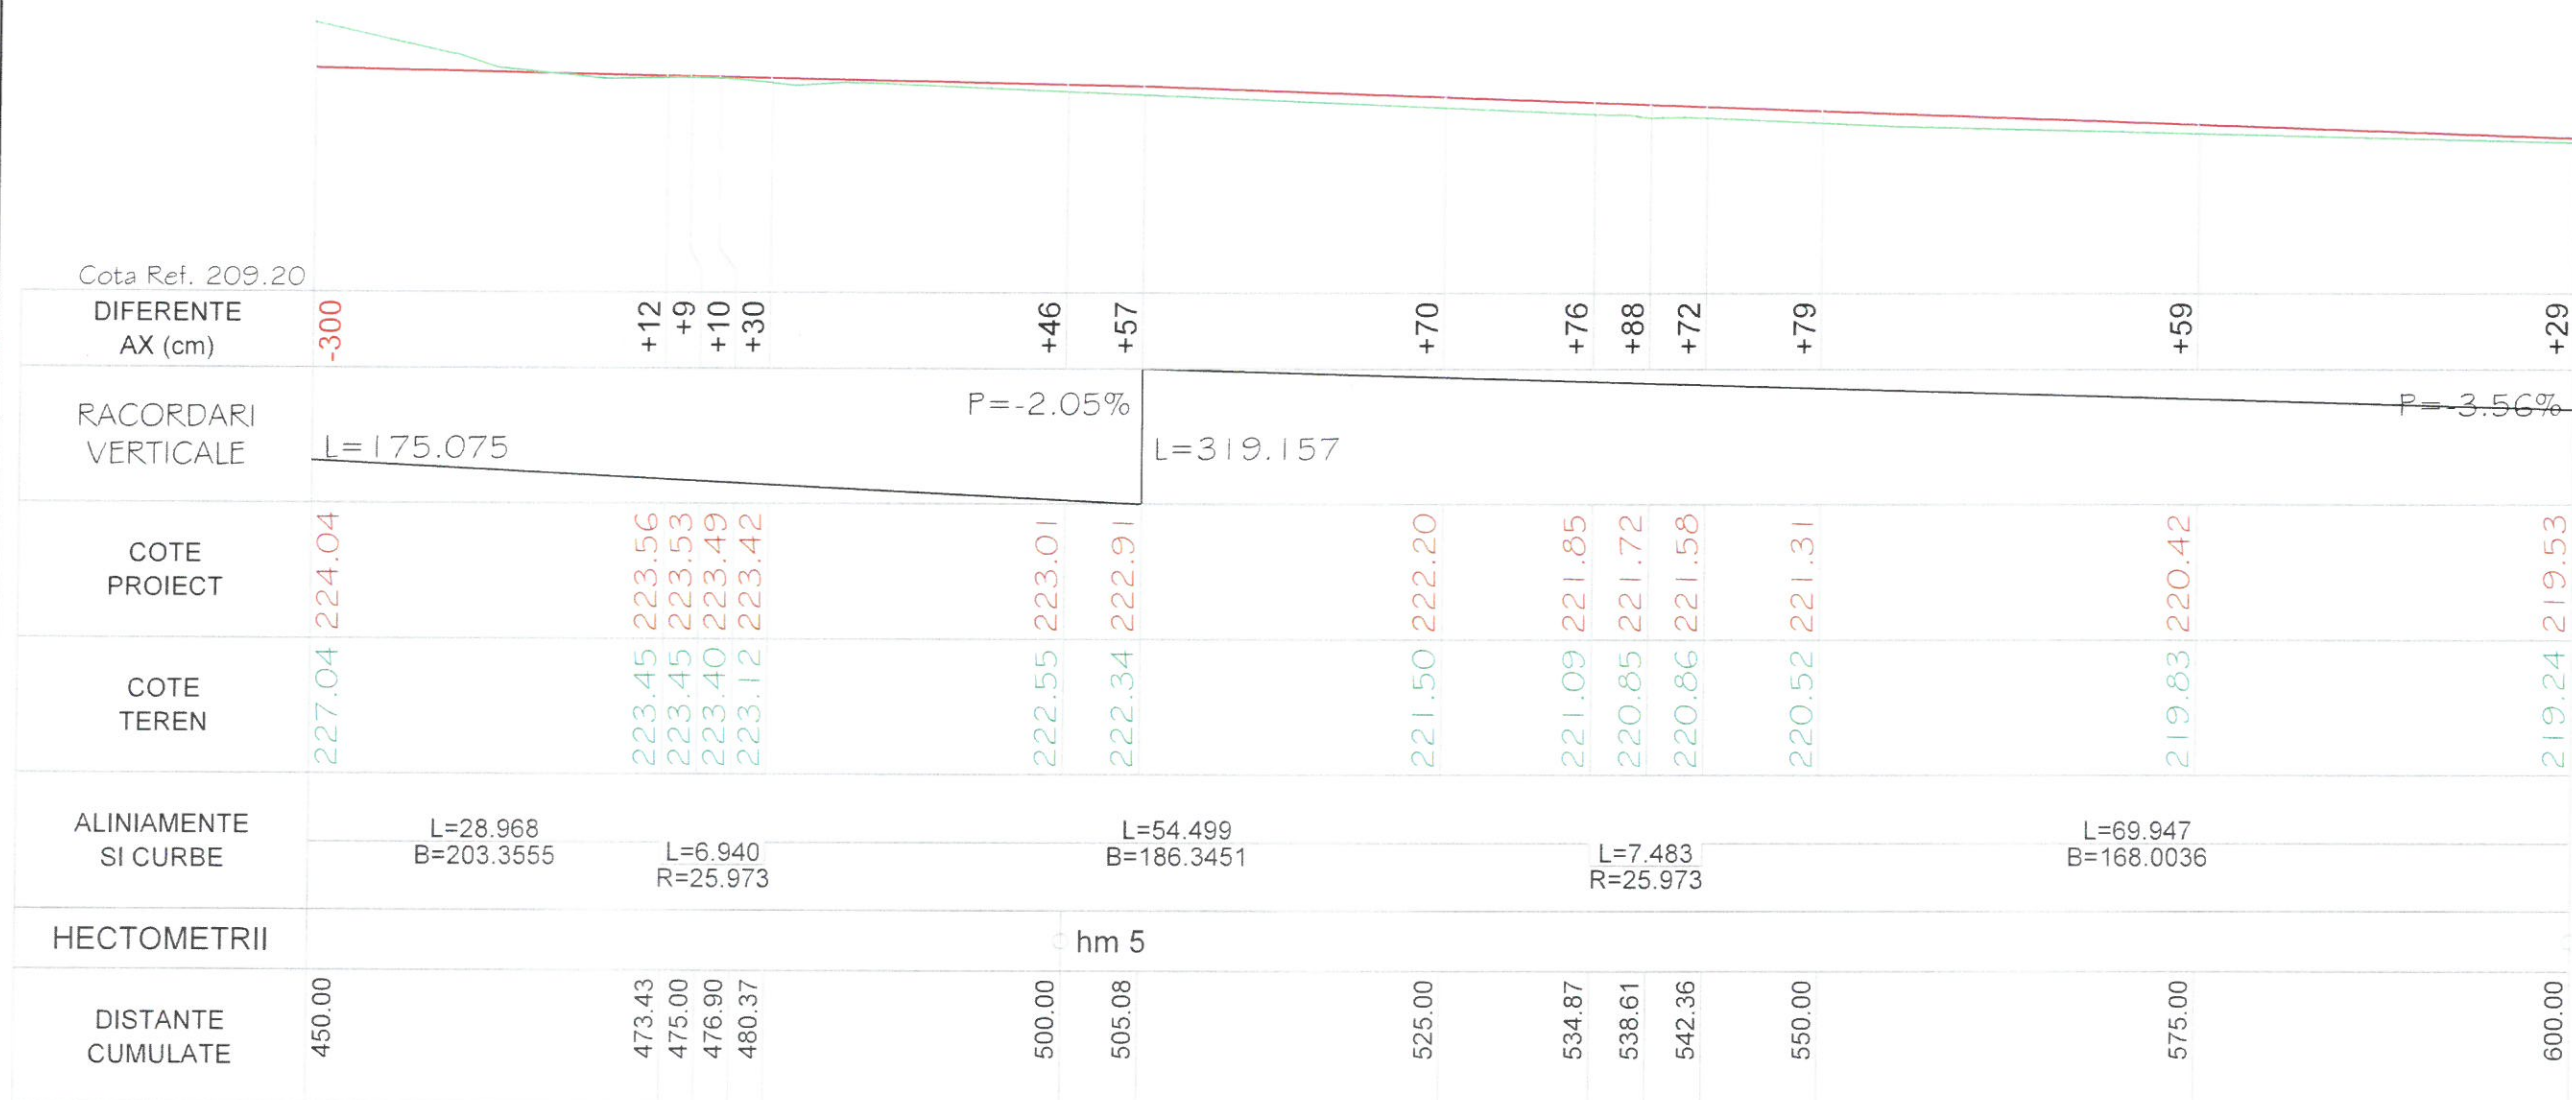 Cota Ref. 209.20
DIFERENTE
AX (cm)
-300
+12
+9
+10
+30
+46
+57
+70
+76
+88
+72
+79
+59
+29
RACORDARI
VERTICALE
L=175.075
P=-2.05%
L=319.157
P=-3.56%
COTE
PROIECT
224.04
223.56
223.53
223.49
223.42
223.01
222.91
222.20
221.85
221.72
221.58
221.31
220.42
219.53
COTE
TEREN
227.04
223.45
223.45
223.40
223.12
222.55
222.34
221.50
221.09
220.85
220.86
220.52
219.83
219.24
ALINIAMENTE
SI CURBE
L=28.968
B=203.3555
L=6.940
R=25.973
L=54.499
B=186.3451
L=7.483
R=25.973
L=69.947
B=168.0036
HECTOMETRII
hm 5
DISTANTE
CUMULATE
450.00
473.43
475.00
476.90
480.37
500.00
505.08
525.00
534.87
538.61
542.36
550.00
575.00
600.00